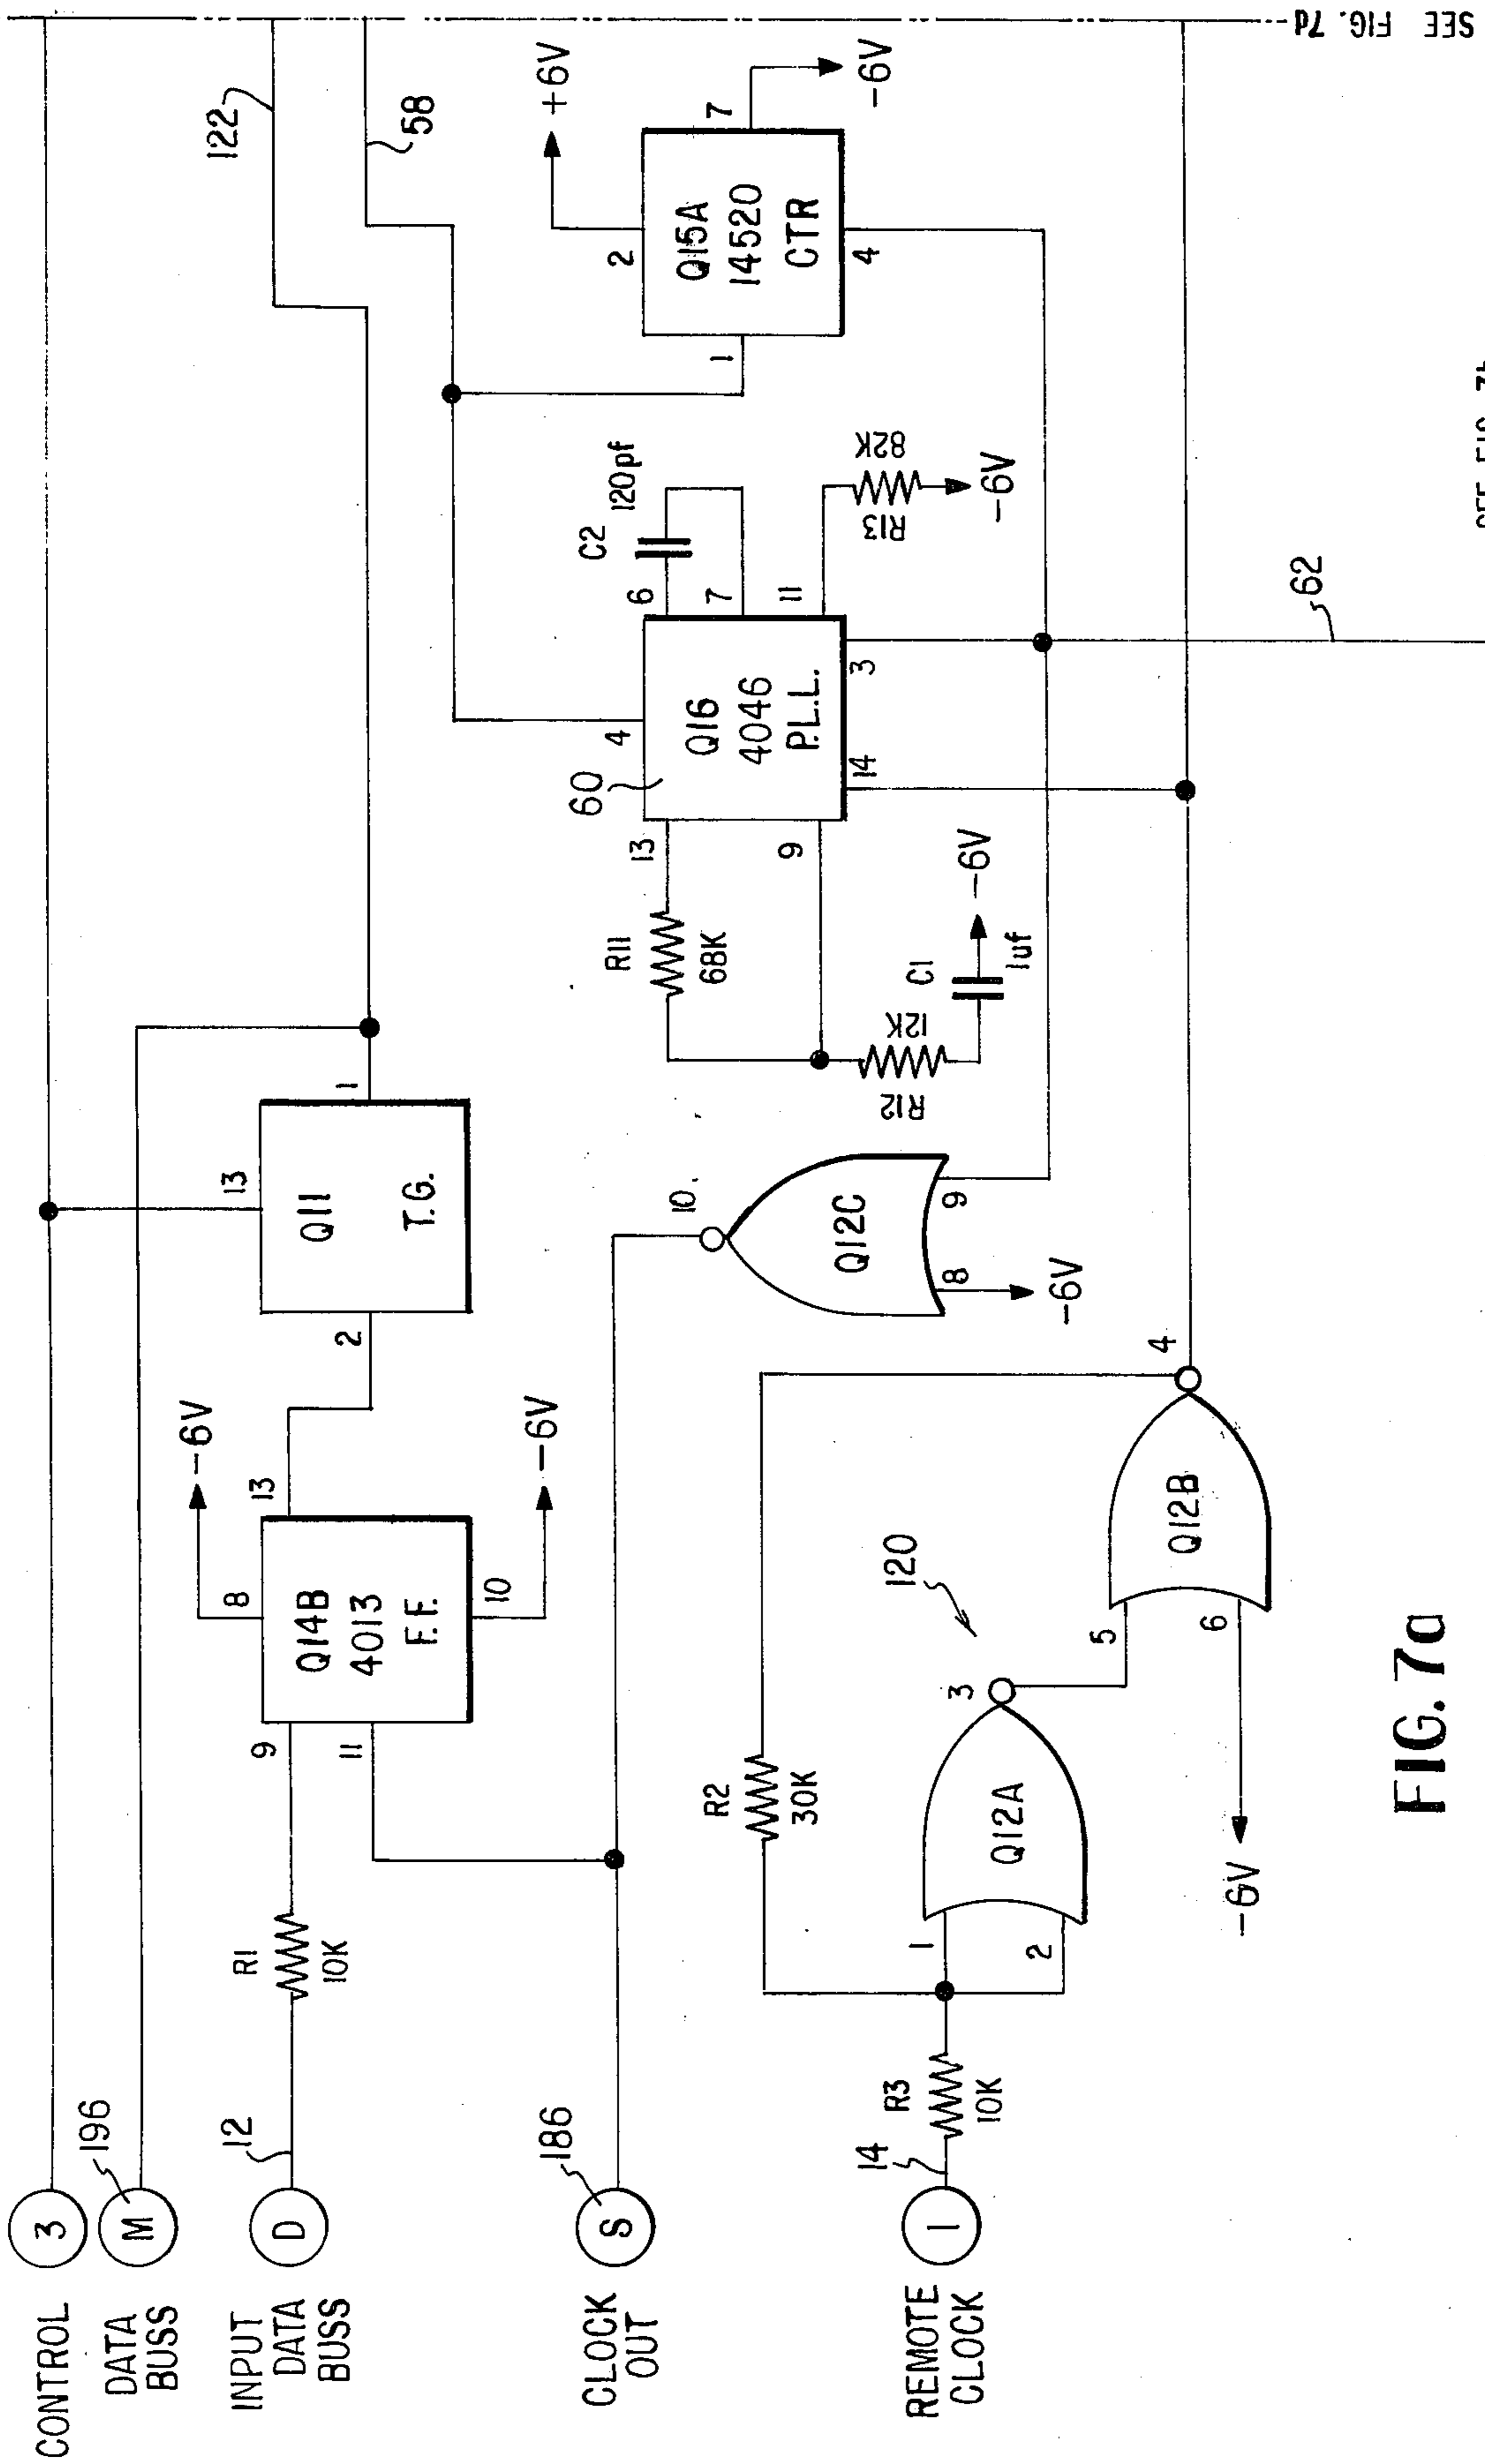 CONTROL
3
DATA
BUSS
M
196
INPUT
DATA
BUSS
D
12
R1
10K
9
11
Q14B
4013
F.F.
8
-6V
10
-6V
13
2
Q11
T.G.
13
1
122
58
CLOCK
OUT
S
186
10
Q12C
8
9
-6V
R11
68K
R12
12K
C1
1uf
-6V
13
9
60
4
Q16
4046
P.L.L.
14
3
6
7
11
C2
120pf
R13
82K
-6V
1
2
+6V
Q15A
14520
CTR
4
7
-6V
REMOTE
CLOCK
1
14
R3
10K
R2
30K
1
2
Q12A
3
120
5
6
-6V
Q12B
4
62
SEE FIG. 7d
FIG. 7a